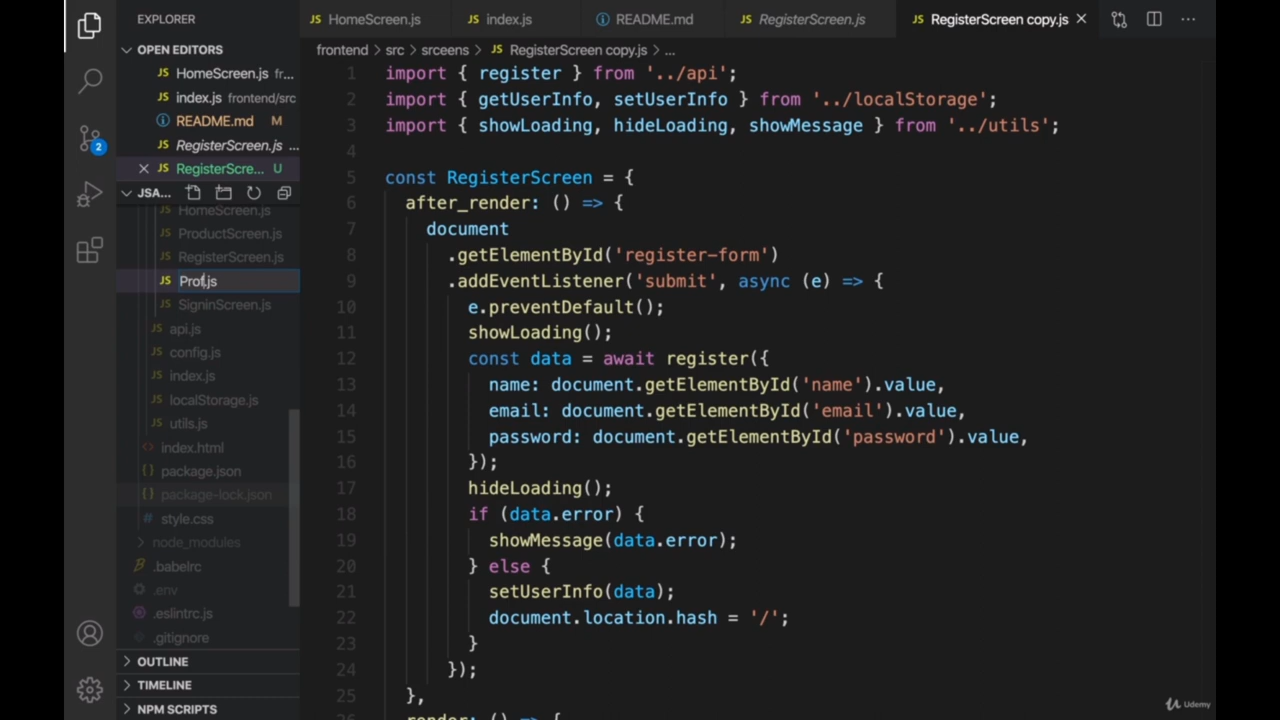 EXPLORER
OPEN EDITORS
HomeScreen.js fr...
index.js frontend/src
README.md M
RegisterScreen.js ...
RegisterScre... U
JSA...
HomeScreen.js
ProductScreen.js
RegisterScreen.js
Prof.js
SigninScreen.js
api.js
config.js
index.js
localStorage.js
utils.js
index.html
package.json
package-lock.json
style.css
node_modules
.babelrc
.env
.eslintrc.js
.gitignore
OUTLINE
TIMELINE
NPM SCRIPTS
2
HomeScreen.js index.js README.md RegisterScreen.js RegisterScreen copy.js
frontend > src > srceens > RegisterScreen copy.js > ...
1 import { register } from '../api';
2 import { getUserInfo, setUserInfo } from '../localStorage';
3 import { showLoading, hideLoading, showMessage } from '../utils';
4
5 const RegisterScreen = {
6 after_render: () => {
7 document
8 .getElementById('register-form')
9 .addEventListener('submit', async (e) => {
10 e.preventDefault();
11 showLoading();
12 const data = await register({
13 name: document.getElementById('name').value,
14 email: document.getElementById('email').value,
15 password: document.getElementById('password').value,
16 });
17 hideLoading();
18 if (data.error) {
19 showMessage(data.error);
20 } else {
21 setUserInfo(data);
22 document.location.hash = '/';
23 }
24 });
25 },
26 render: () => {
Udemy